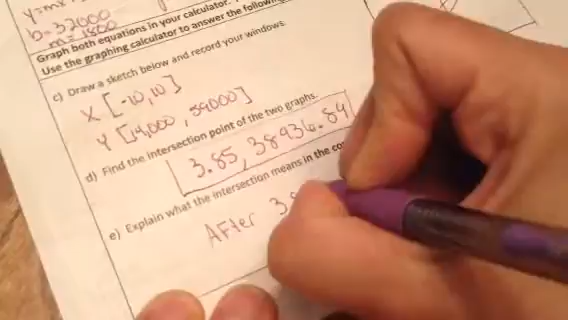 y=mx
b=32000
m=1800
Graph both equations in your calculator.
Use the graphing calculator to answer the following
c) Draw a sketch below and record your windows.
X [-10,10]
Y [14,000, 59000]
d) Find the intersection point of the two graphs.
3.85, 38936.84
e) Explain what the intersection means in the
After 3.8